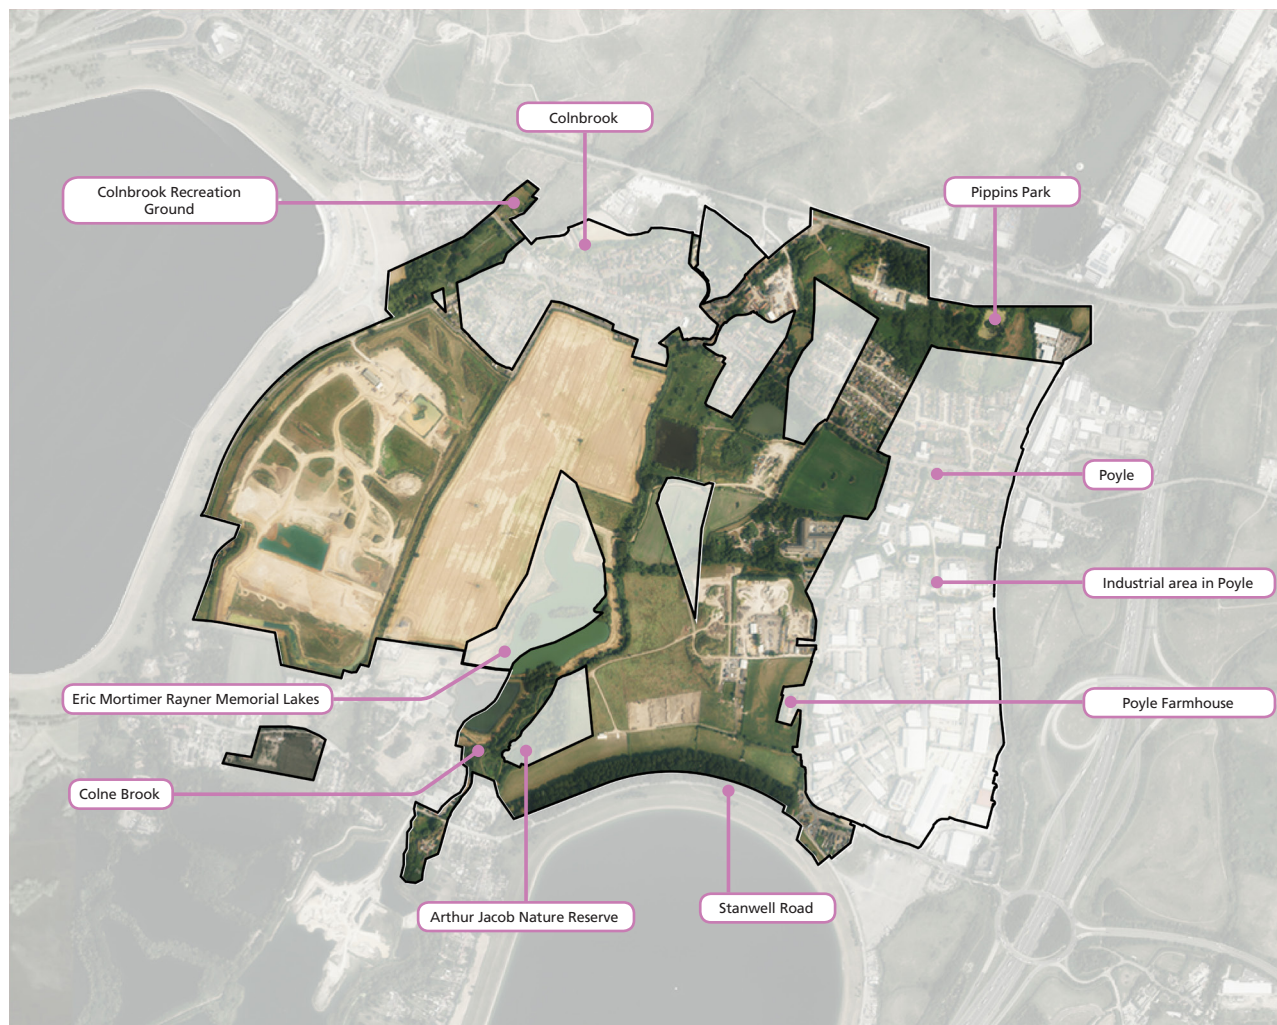 Colnbrook
Colnbrook Recreation
Ground
Pippins Park
Poyle
Industrial area in Poyle
Eric Mortimer Rayner Memorial Lakes
Poyle Farmhouse
Colne Brook
Arthur Jacob Nature Reserve
Stanwell Road